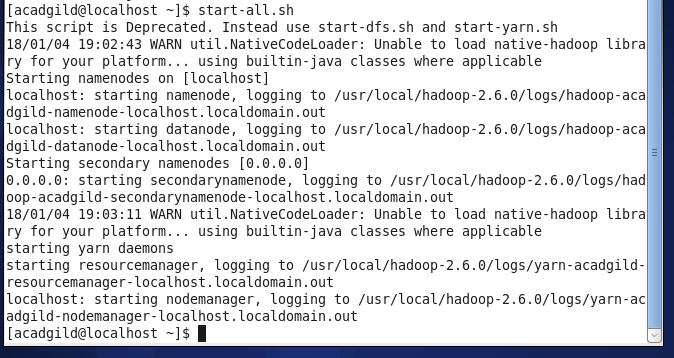 [acadgild@localhost ~]$ start-all.sh
This script is Deprecated. Instead use start-dfs.sh and start-yarn.sh
18/01/04 19:02:43 WARN util.NativeCodeLoader: Unable to load native-hadoop libra
ry for your platform... using builtin-java classes where applicable
Starting namenodes on [localhost]
localhost: starting namenode, logging to /usr/local/hadoop-2.6.0/logs/hadoop-aca
dgild-namenode-localhost.localdomain.out
localhost: starting datanode, logging to /usr/local/hadoop-2.6.0/logs/hadoop-aca
dgild-datanode-localhost.localdomain.out
Starting secondary namenodes [0.0.0.0]
0.0.0.0: starting secondarynamenode, logging to /usr/local/hadoop-2.6.0/logs/had
oop-acadgild-secondarynamenode-localhost.localdomain.out
18/01/04 19:03:11 WARN util.NativeCodeLoader: Unable to load native-hadoop libra
ry for your platform... using builtin-java classes where applicable
starting yarn daemons
starting resourcemanager, logging to /usr/local/hadoop-2.6.0/logs/yarn-acadgild-
resourcemanager-localhost.localdomain.out
localhost: starting nodemanager, logging to /usr/local/hadoop-2.6.0/logs/yarn-ac
adgild-nodemanager-localhost.localdomain.out
[acadgild@localhost ~]$